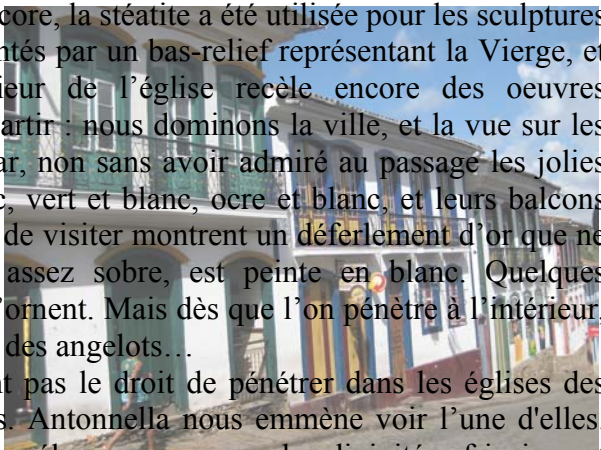 core, la stéatite a été utilisée pour les sculptures
ntés par un bas-relief représentant la Vierge, et
ieur de l’église recèle encore des oeuvres
artir : nous dominons la ville, et la vue sur les
ar, non sans avoir admiré au passage les jolies
c, vert et blanc, ocre et blanc, et leurs balcons
de visiter montrent un déferlement d’or que ne
assez sobre, est peinte en blanc. Quelques
’ornent. Mais dès que l’on pénètre à l’intérieur,
des angelots…
nt pas le droit de pénétrer dans les églises des
s. Antonnella nous emmène voir l’une d'elles,